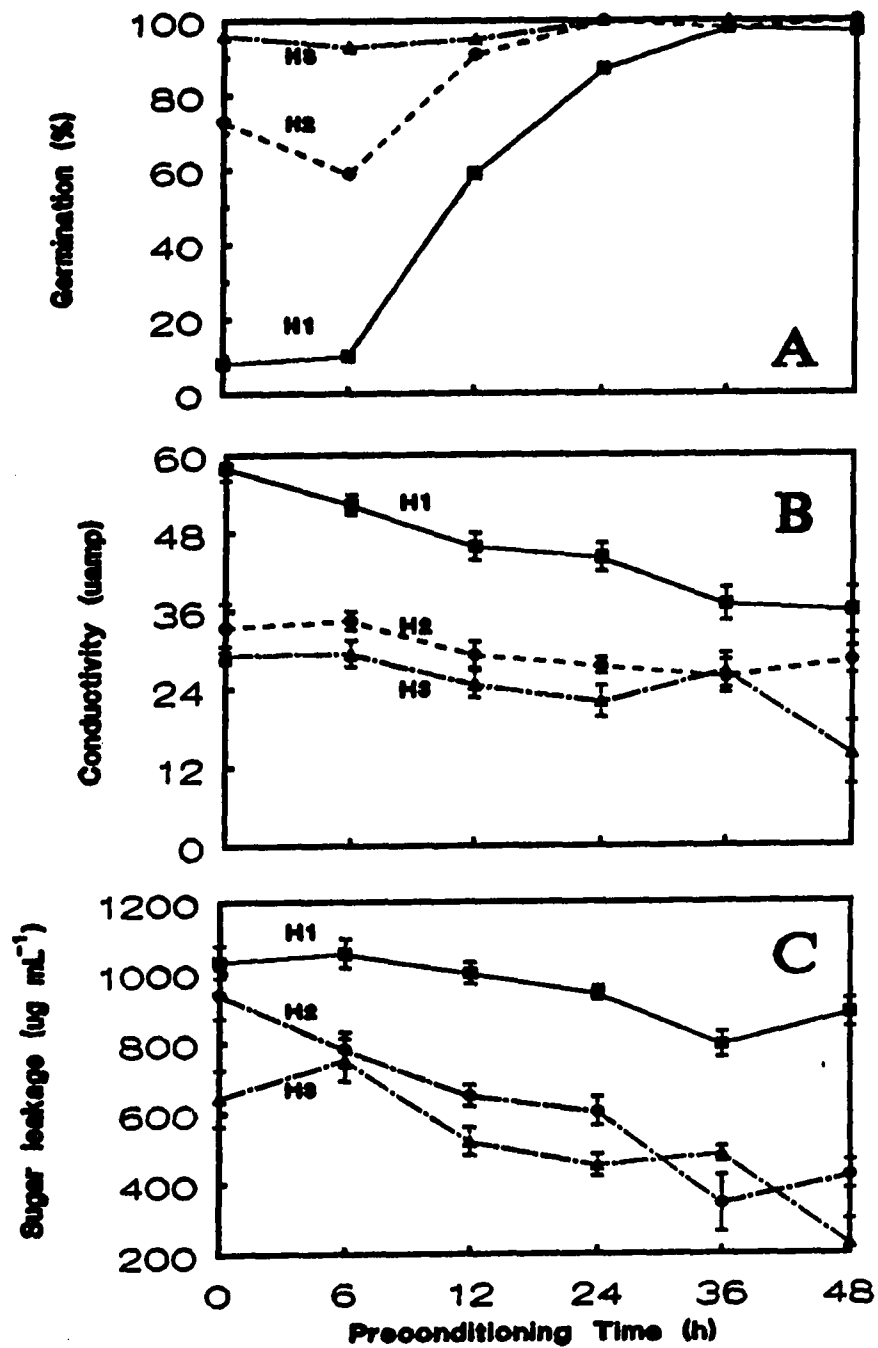 100
80
60
40
20
0
Germination (%)
H3
H2
H1
A
60
48
36
24
12
0
Conductivity (uamp)
H1
H2
H3
B
1200
1000
800
600
400
200
Sugar leakage (ug mL⁻¹)
H1
H2
H3
C
0 6 12 24 36 48
Preconditioning Time (h)